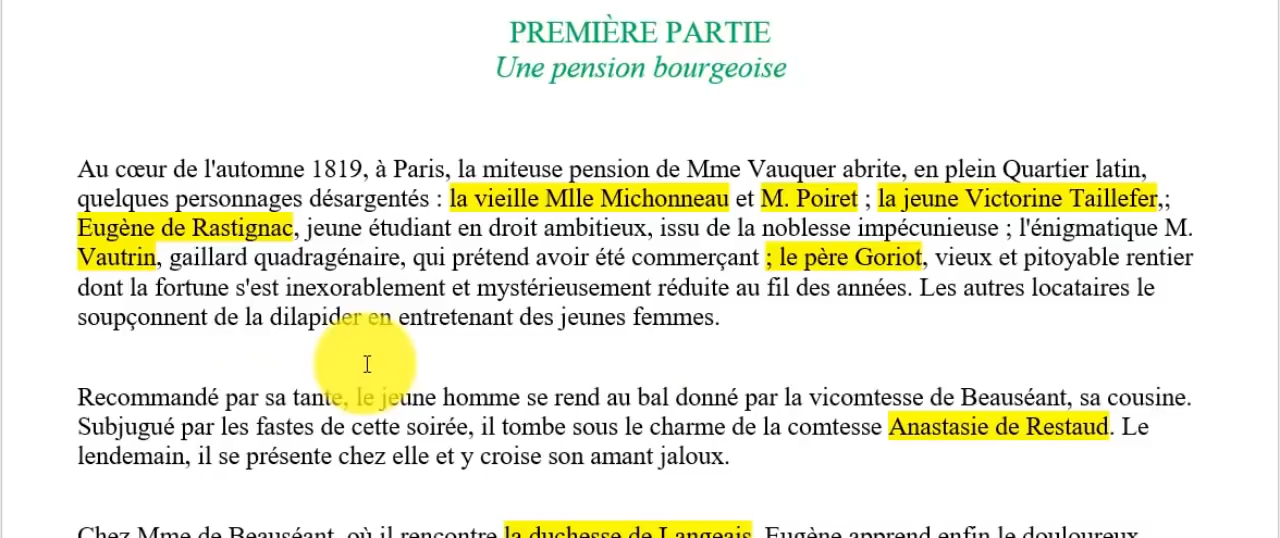 PREMIÈRE PARTIE
Une pension bourgeoise
Au cœur de l'automne 1819, à Paris, la miteuse pension de Mme Vauquer abrite, en plein Quartier latin,
quelques personnages désargentés : la vieille Mlle Michonneau et M. Poiret ; la jeune Victorine Taillefer,;
Eugène de Rastignac, jeune étudiant en droit ambitieux, issu de la noblesse impécunieuse ; l'énigmatique M.
Vautrin, gaillard quadragénaire, qui prétend avoir été commerçant ; le père Goriot, vieux et pitoyable rentier
dont la fortune s'est inexorablement et mystérieusement réduite au fil des années. Les autres locataires le
soupçonnent de la dilapider en entretenant des jeunes femmes.
Recommandé par sa tante, le jeune homme se rend au bal donné par la vicomtesse de Beauséant, sa cousine.
Subjugué par les fastes de cette soirée, il tombe sous le charme de la comtesse Anastasie de Restaud. Le
lendemain, il se présente chez elle et y croise son amant jaloux.
Chez Mme de Beauséant, où il rencontre la duchesse de Langeais, Eugène apprend enfin le douloureux